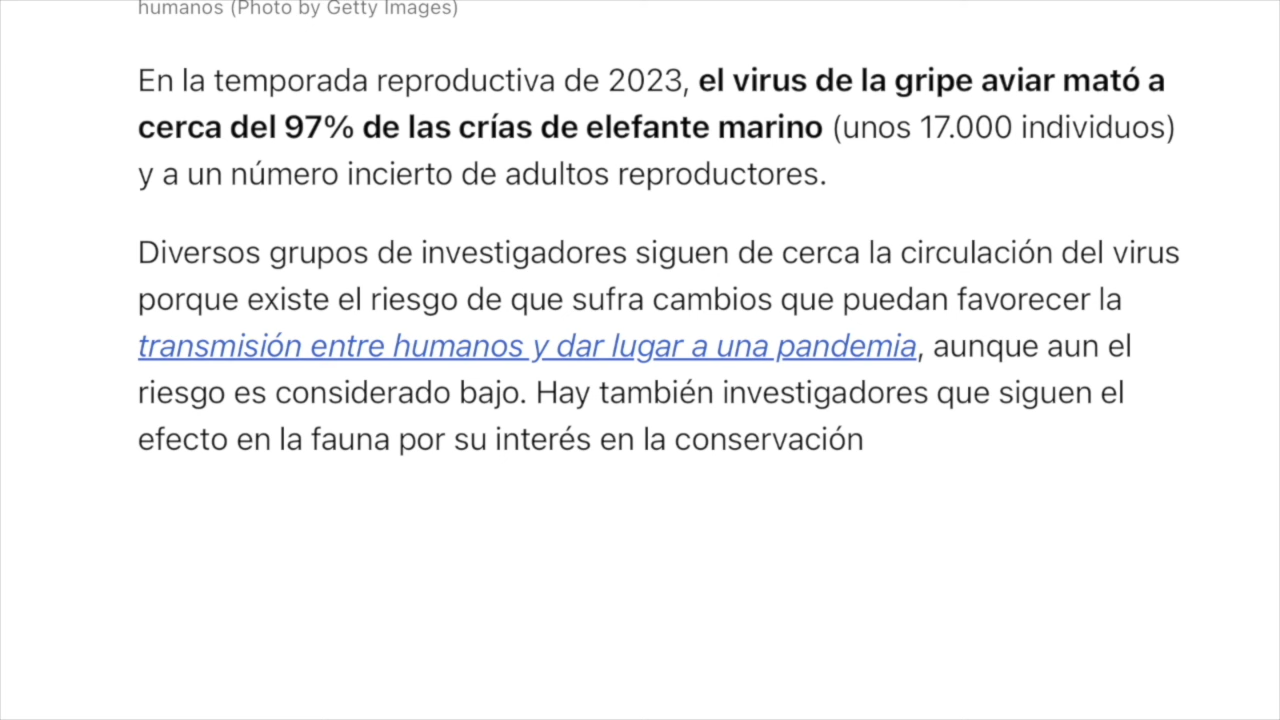 humanos (Photo by Getty Images)
En la temporada reproductiva de 2023, el virus de la gripe aviar mató a
cerca del 97% de las crías de elefante marino (unos 17.000 individuos)
y a un número incierto de adultos reproductores.
Diversos grupos de investigadores siguen de cerca la circulación del virus
porque existe el riesgo de que sufra cambios que puedan favorecer la
transmisión entre humanos y dar lugar a una pandemia, aunque aun el
riesgo es considerado bajo. Hay también investigadores que siguen el
efecto en la fauna por su interés en la conservación